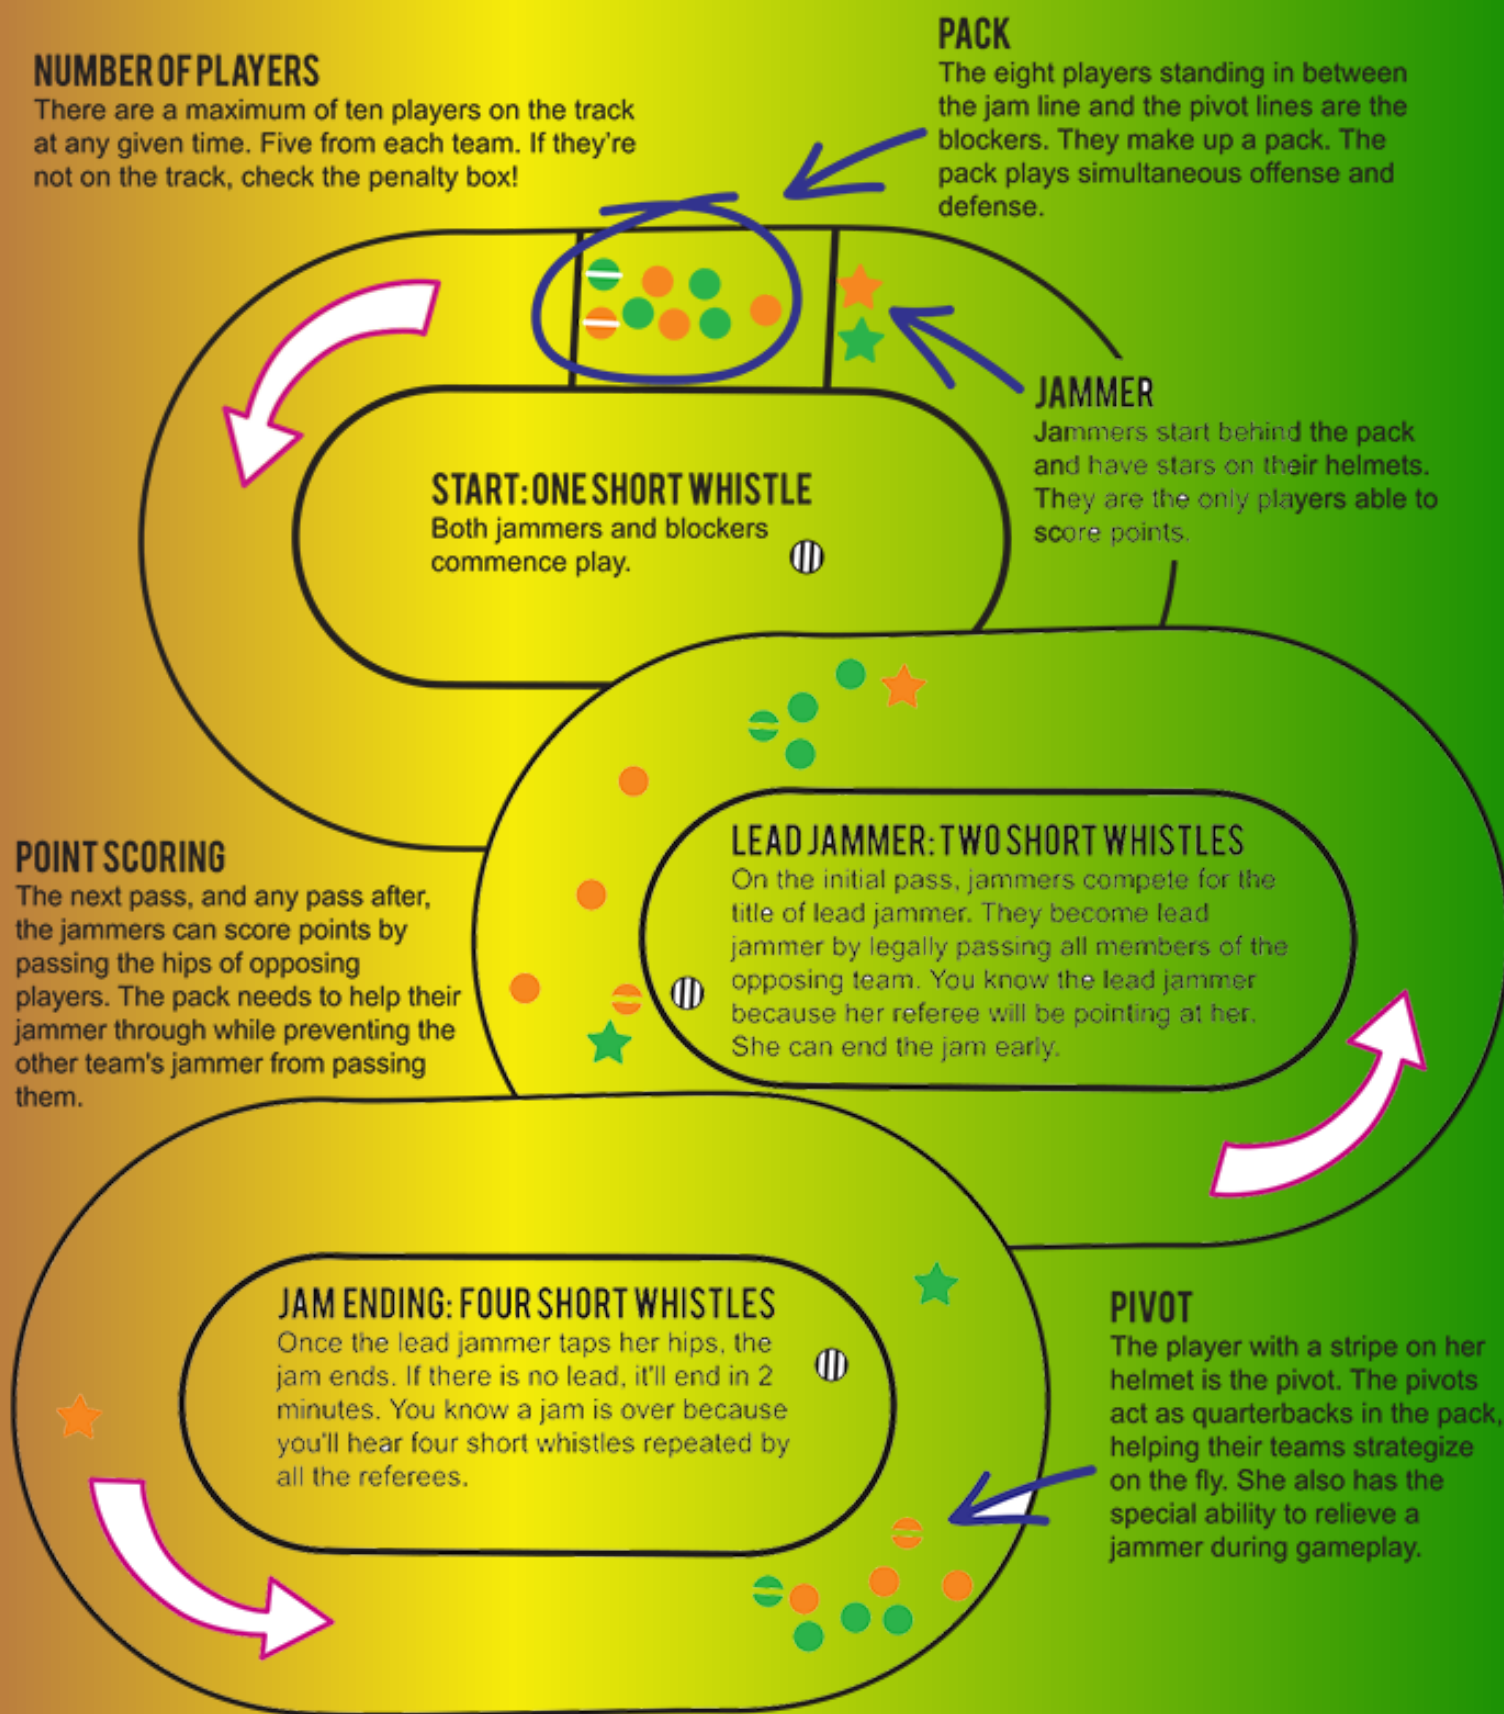 NUMBER OF PLAYERS
There are a maximum of ten players on the track
at any given time. Five from each team. If they're
not on the track, check the penalty box!
PACK
The eight players standing in between
the jam line and the pivot lines are the
blockers. They make up a pack. The
pack plays simultaneous offense and
defense.
JAMMER
Jammers start behind the pack
and have stars on their helmets.
They are the only players able to
score points.
START: ONE SHORT WHISTLE
Both jammers and blockers
commence play.
LEAD JAMMER: TWO SHORT WHISTLES
On the initial pass, jammers compete for the
title of lead jammer. They become lead
jammer by legally passing all members of the
opposing team. You know the lead jammer
because her referee will be pointing at her.
She can end the jam early.
POINT SCORING
The next pass, and any pass after,
the jammers can score points by
passing the hips of opposing
players. The pack needs to help their
jammer through while preventing the
other team's jammer from passing
them.
JAM ENDING: FOUR SHORT WHISTLES
Once the lead jammer taps her hips, the
jam ends. If there is no lead, it'll end in 2
minutes. You know a jam is over because
you'll hear four short whistles repeated by
all the referees.
PIVOT
The player with a stripe on her
helmet is the pivot. The pivots
act as quarterbacks in the pack,
helping their teams strategize
on the fly. She also has the
special ability to relieve a
jammer during gameplay.